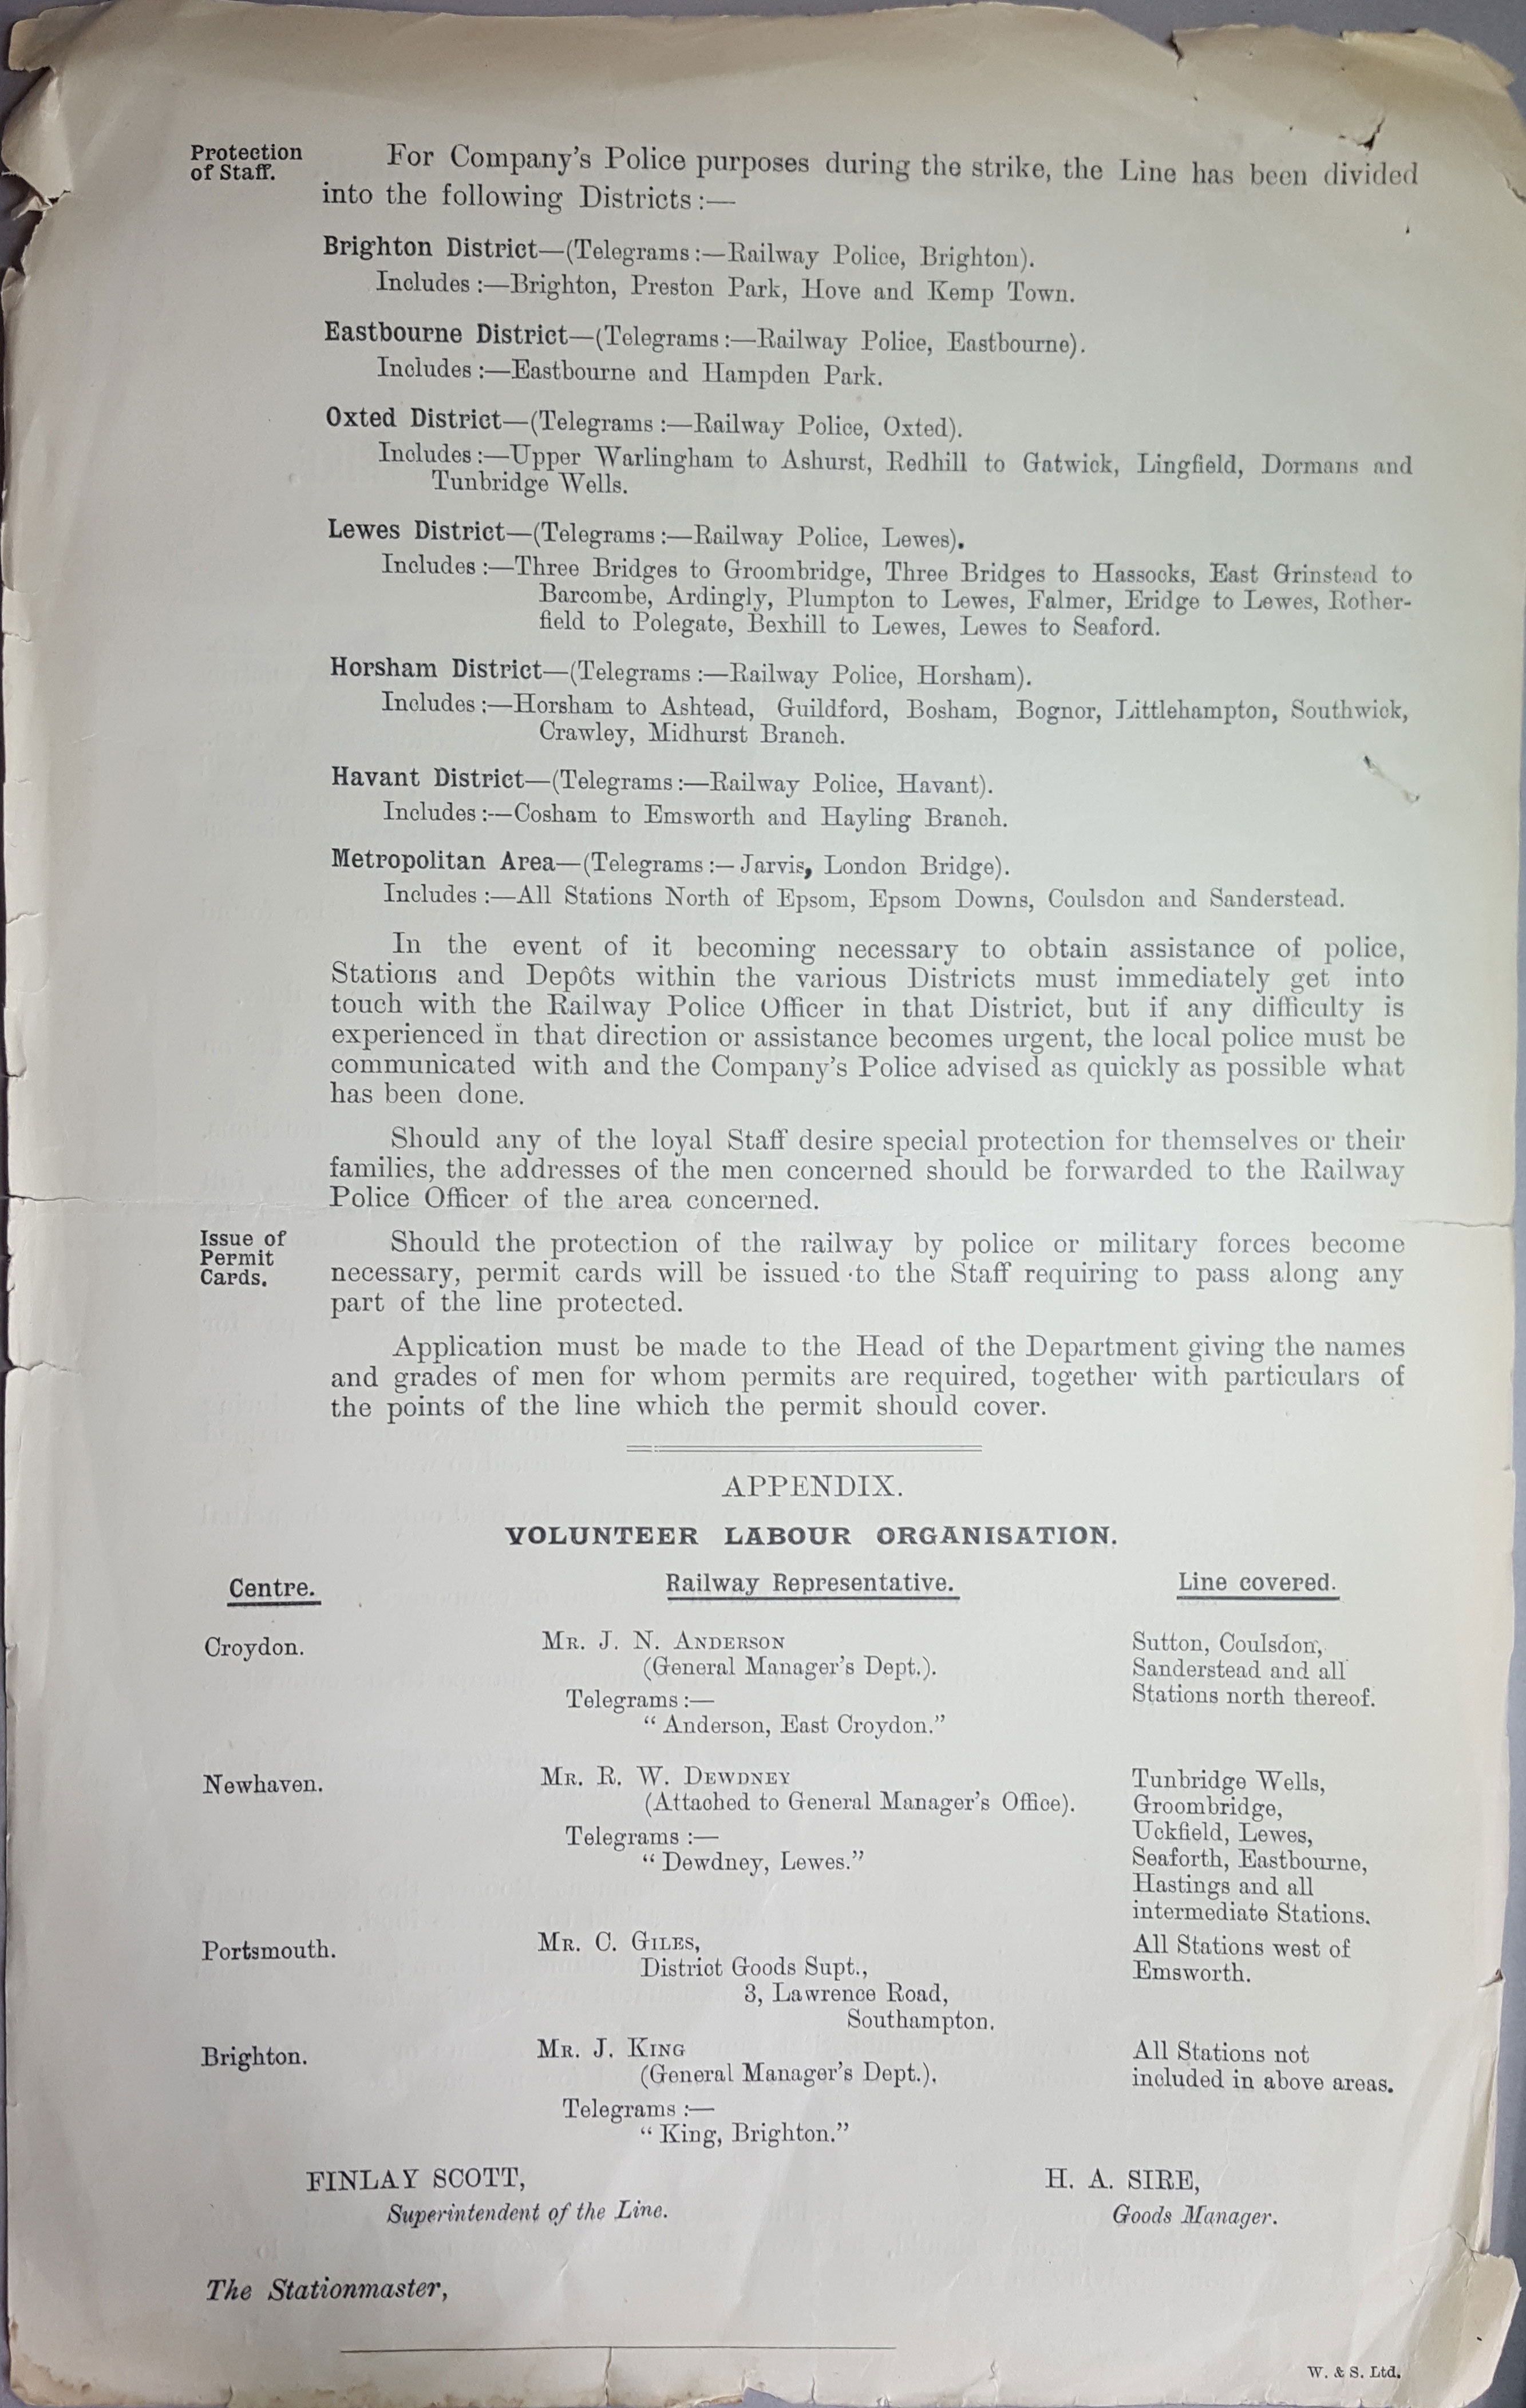 Protection
of Staff.
For Company's Police purposes during the strike, the Line has been divided
into the following Districts :—
Brighton District—(Telegrams :—Railway Police, Brighton).
Includes :—Brighton, Preston Park, Hove and Kemp Town.
Eastbourne District—(Telegrams :—Railway Police, Eastbourne).
Includes :—Eastbourne and Hampden Park.
Oxted District—(Telegrams :—Railway Police, Oxted).
Includes :—Upper Warlingham to Ashurst, Redhill to Gatwick, Lingfield, Dormans and
Tunbridge Wells.
Lewes District—(Telegrams :—Railway Police, Lewes).
Includes :—Three Bridges to Groombridge, Three Bridges to Hassocks, East Grinstead to
Barcombe, Ardingly, Plumpton to Lewes, Falmer, Eridge to Lewes, Rother-
field to Polegate, Bexhill to Lewes, Lewes to Seaford.
Horsham District—(Telegrams :—Railway Police, Horsham).
Includes :—Horsham to Ashtead, Guildford, Bosham, Bognor, Littlehampton, Southwick,
Crawley, Midhurst Branch.
Havant District—(Telegrams :—Railway Police, Havant).
Includes :—Cosham to Emsworth and Hayling Branch.
Metropolitan Area—(Telegrams :—Jarvis, London Bridge).
Includes :—All Stations North of Epsom, Epsom Downs, Coulsdon and Sanderstead.
In the event of it becoming necessary to obtain assistance of police,
Stations and Depôts within the various Districts must immediately get into
touch with the Railway Police Officer in that District, but if any difficulty is
experienced in that direction or assistance becomes urgent, the local police must be
communicated with and the Company's Police advised as quickly as possible what
has been done.
Should any of the loyal Staff desire special protection for themselves or their
families, the addresses of the men concerned should be forwarded to the Railway
Police Officer of the area concerned.
Issue of
Permit
Cards.
Should the protection of the railway by police or military forces become
necessary, permit cards will be issued to the Staff requiring to pass along any
part of the line protected.
Application must be made to the Head of the Department giving the names
and grades of men for whom permits are required, together with particulars of
the points of the line which the permit should cover.
APPENDIX.
VOLUNTEER LABOUR ORGANISATION.
Centre. Railway Representative. Line covered.
Croydon.
MR. J. N. ANDERSON
(General Manager's Dept.).
Telegrams :—
" Anderson, East Croydon."
Sutton, Coulsdon,
Sanderstead and all
Stations north thereof.
Newhaven.
MR. R. W. DEWDNEY
(Attached to General Manager's Office).
Telegrams :—
" Dewdney, Lewes."
Tunbridge Wells,
Groombridge,
Uckfield, Lewes,
Seaforth, Eastbourne,
Hastings and all
intermediate Stations.
Portsmouth.
MR. C. GILES,
District Goods Supt.,
3, Lawrence Road,
Southampton.
All Stations west of
Emsworth.
Brighton.
MR. J. KING
(General Manager's Dept.).
Telegrams :—
" King, Brighton."
All Stations not
included in above areas.
FINLAY SCOTT,
Superintendent of the Line.
H. A. SIRE,
Goods Manager.
The Stationmaster,
W. & S. Ltd.